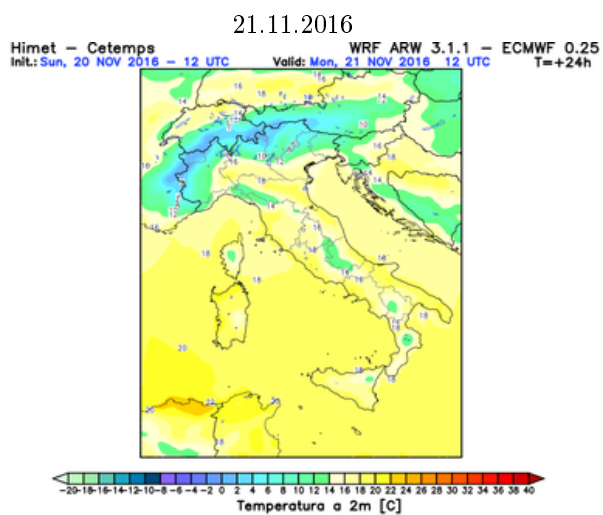 21.11.2016
Himet – Cetemps WRF ARW 3.1.1 – ECMWF 0.25
Init.: Sun, 20 NOV 2016 – 12 UTC Valid: Mon, 21 NOV 2016 12 UTC T=+24h
-20 -18 -16 -14 -12 -10 -8 -6 -4 -2 0 2 4 6 8 10 12 14 16 18 20 22 24 26 28 30 32 34 36 38 40
Temperatura a 2m [C]